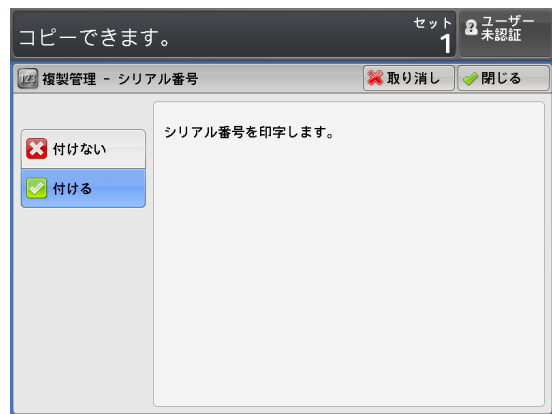 コピーできます。
セット
1
ユーザー
未認証
複製管理 - シリアル番号
取り消し
閉じる
付けない
付ける
シリアル番号を印字します。